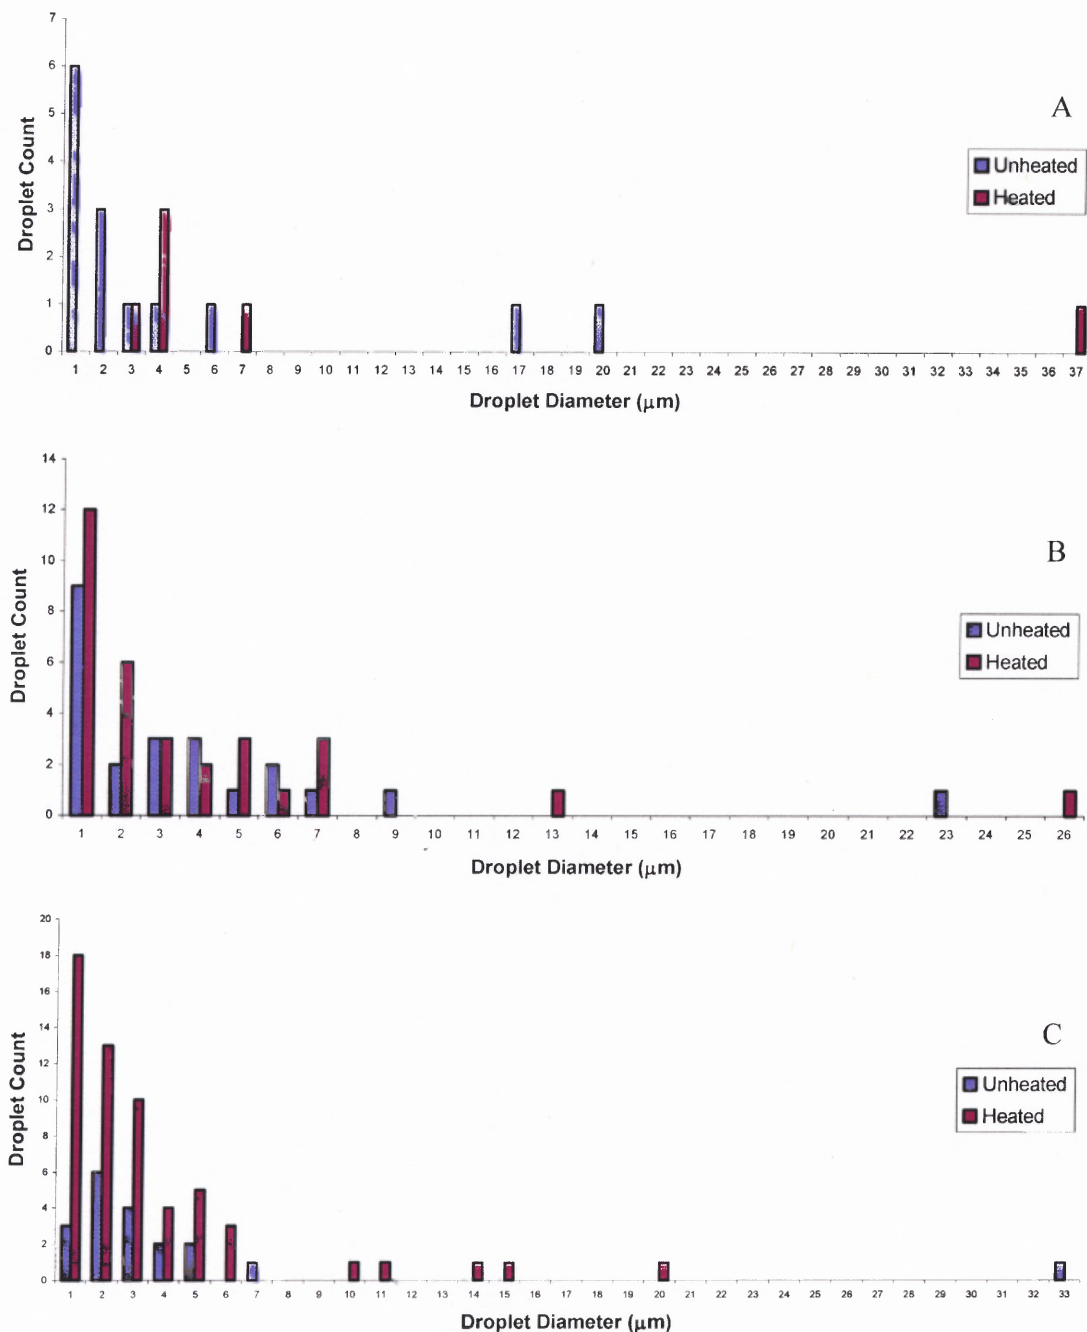 7
6
5
4
3
2
1
0
Droplet Count
A
Unheated
Heated
1 2 3 4 5 6 7 8 9 10 11 12 13 14 15 16 17 18 19 20 21 22 23 24 25 26 27 28 29 30 31 32 33 34 35 36 37
Droplet Diameter (μm)
14
12
10
8
6
4
2
0
Droplet Count
B
Unheated
Heated
1 2 3 4 5 6 7 8 9 10 11 12 13 14 15 16 17 18 19 20 21 22 23 24 25 26
Droplet Diameter (μm)
20
18
16
14
12
10
8
6
4
2
0
Droplet Count
C
Unheated
Heated
1 2 3 4 5 6 7 8 9 10 11 12 13 14 15 16 17 18 19 20 21 22 23 24 25 26 27 28 29 30 31 32 33
Droplet Diameter (μm)